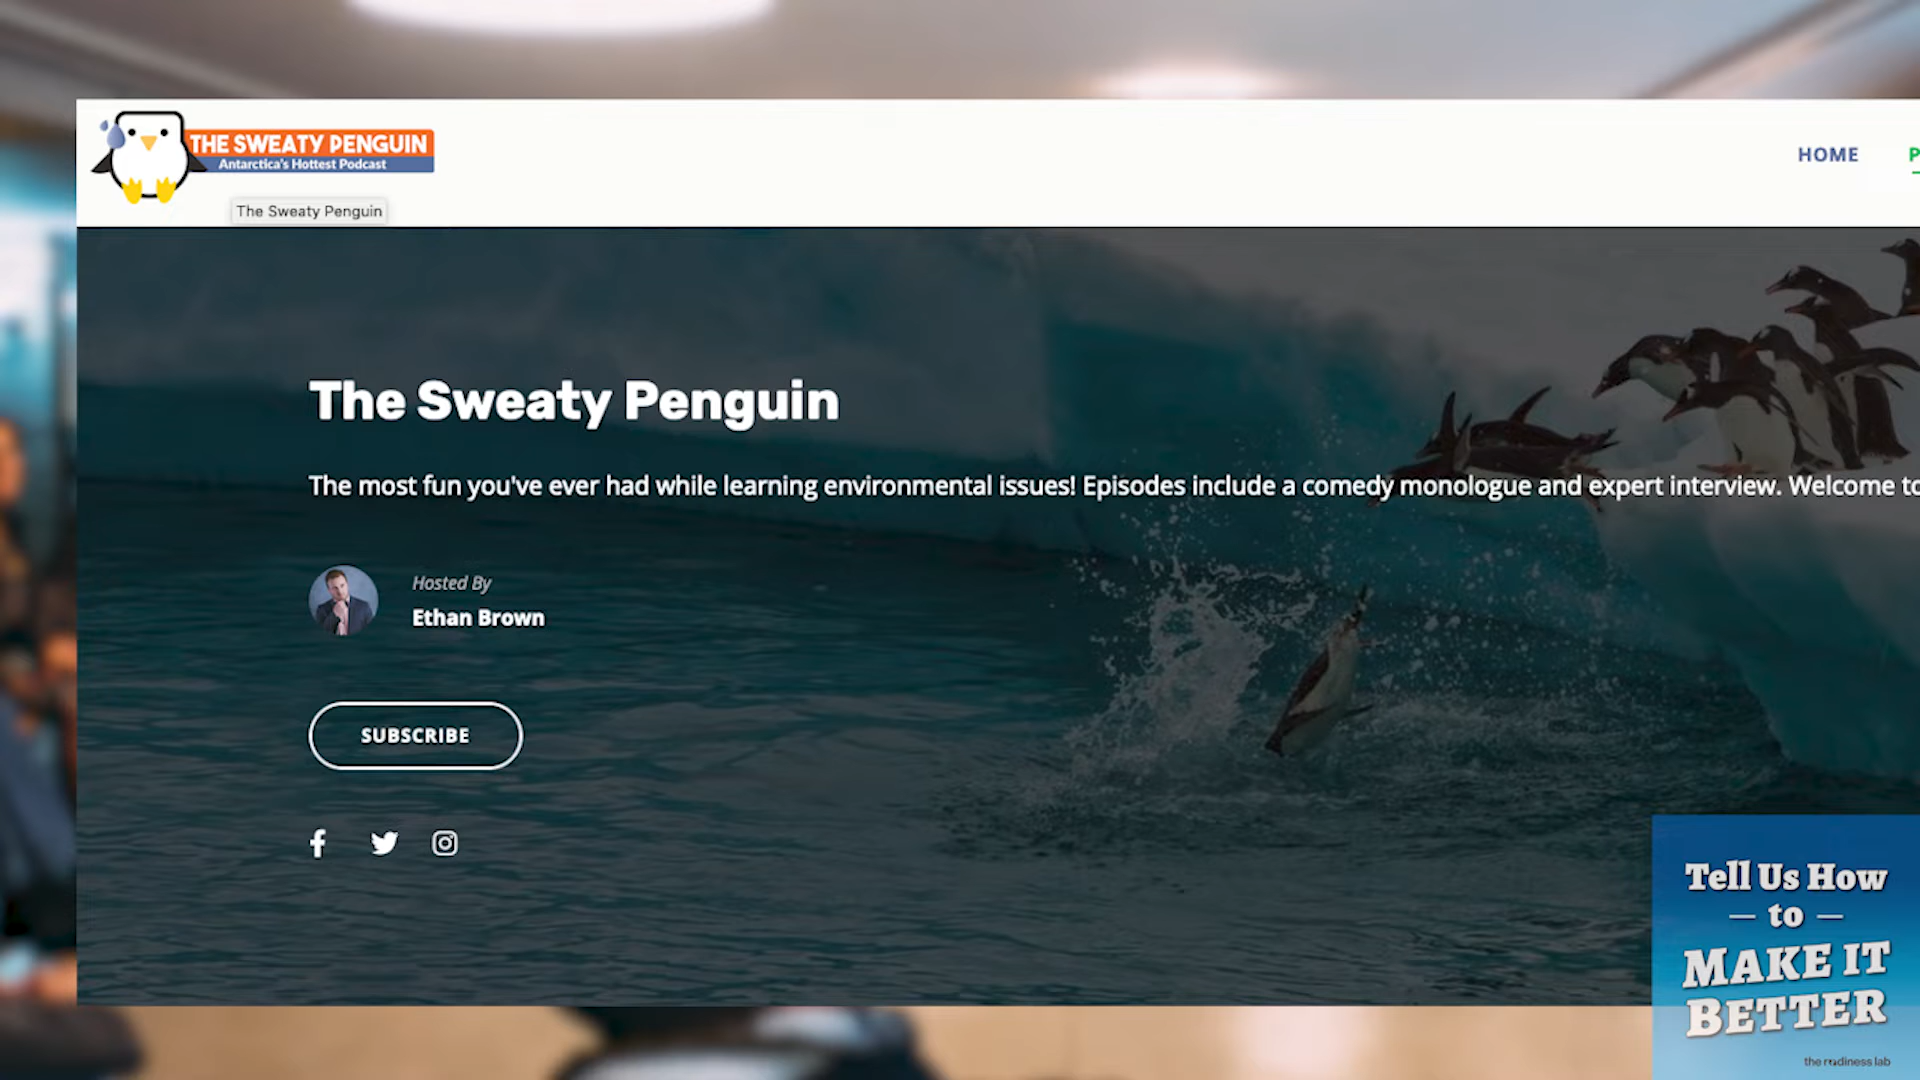 THE SWEATY PENGUIN
Antarctica's Hottest Podcast
The Sweaty Penguin
HOME
The Sweaty Penguin
The most fun you've ever had while learning environmental issues! Episodes include a comedy monologue and expert interview. Welcome to
Hosted By
Ethan Brown
SUBSCRIBE
Tell Us How
— to —
MAKE IT
BETTER
the readiness lab